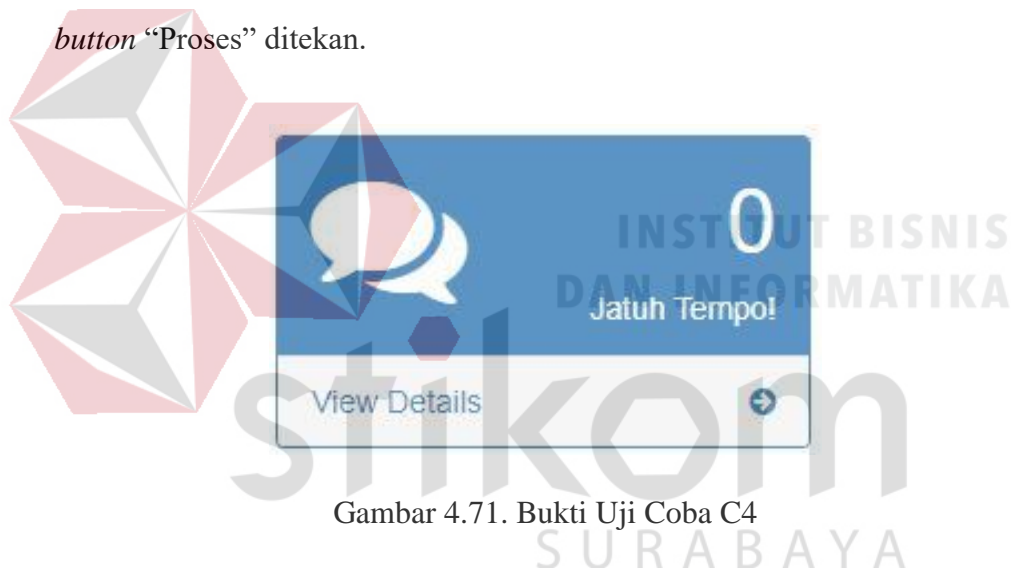 button “Proses” ditekan.
INSTITUT BISNIS
DAN INFORMATIKA
0
Jatuh Tempo!
View Details
stikom
Gambar 4.71. Bukti Uji Coba C4
SURABAYA